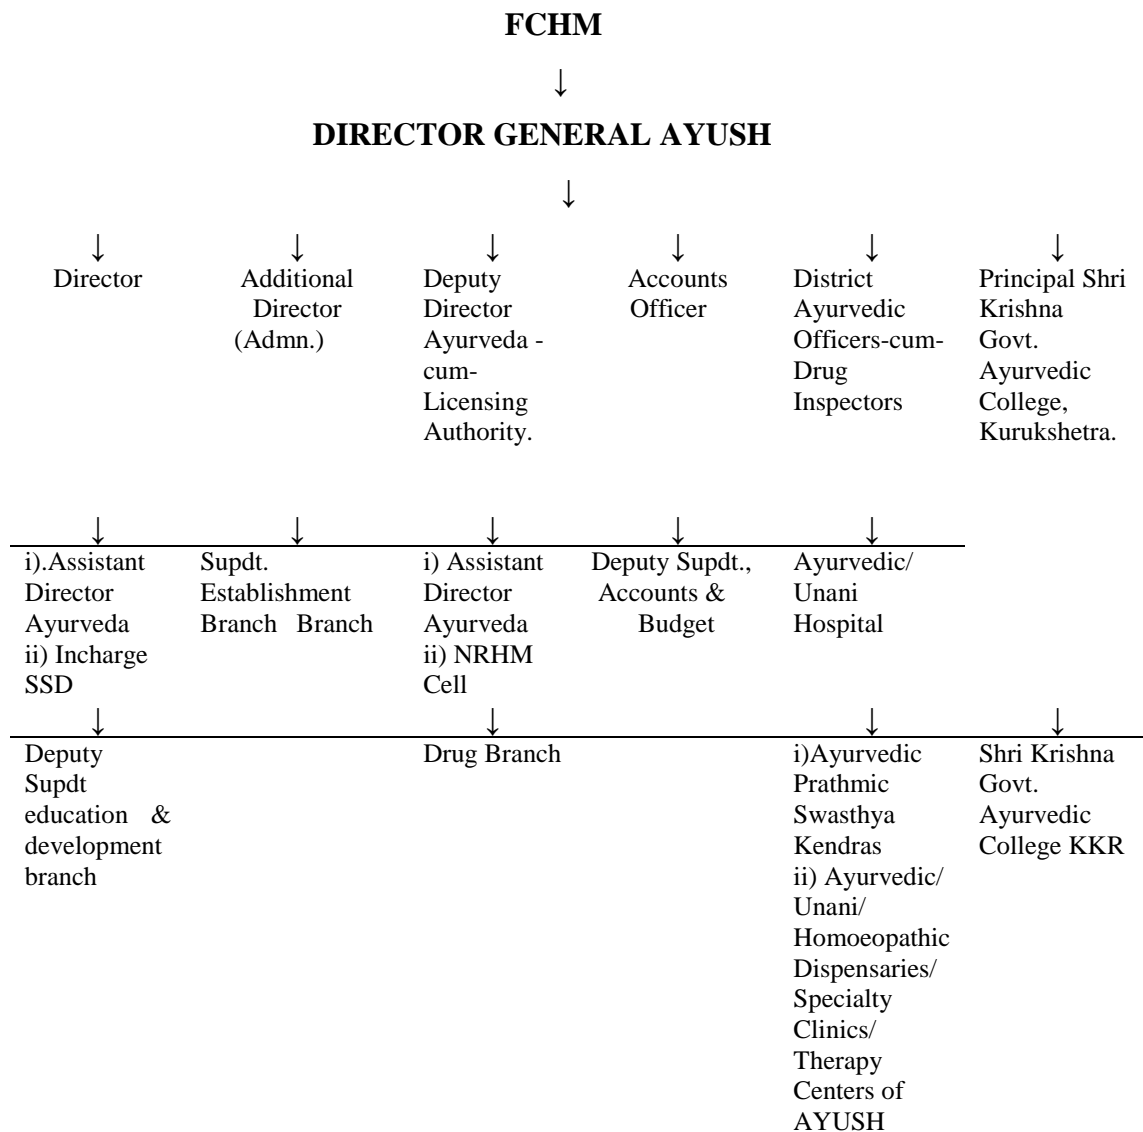 FCHM
↓
DIRECTOR GENERAL AYUSH
↓
↓ ↓ ↓ ↓ ↓ ↓
Director
Additional
Director
(Admn.)
Deputy
Director
Ayurveda -
cum-
Licensing
Authority.
Accounts
Officer
District
Ayurvedic
Officers-cum-
Drug
Inspectors
Principal Shri
Krishna
Govt.
Ayurvedic
College,
Kurukshetra.
↓ ↓ ↓ ↓ ↓
i).Assistant
Director
Ayurveda
ii) Incharge
SSD
Supdt.
Establishment
Branch Branch
i) Assistant
Director
Ayurveda
ii) NRHM
Cell
Deputy Supdt.,
Accounts &
Budget
Ayurvedic/
Unani
Hospital
↓ ↓ ↓ ↓
Deputy
Supdt
education &
development
branch
Drug Branch
i)Ayurvedic
Prathmic
Swasthya
Kendras
ii) Ayurvedic/
Unani/
Homoeopathic
Dispensaries/
Specialty
Clinics/
Therapy
Centers of
AYUSH
Shri Krishna
Govt.
Ayurvedic
College KKR